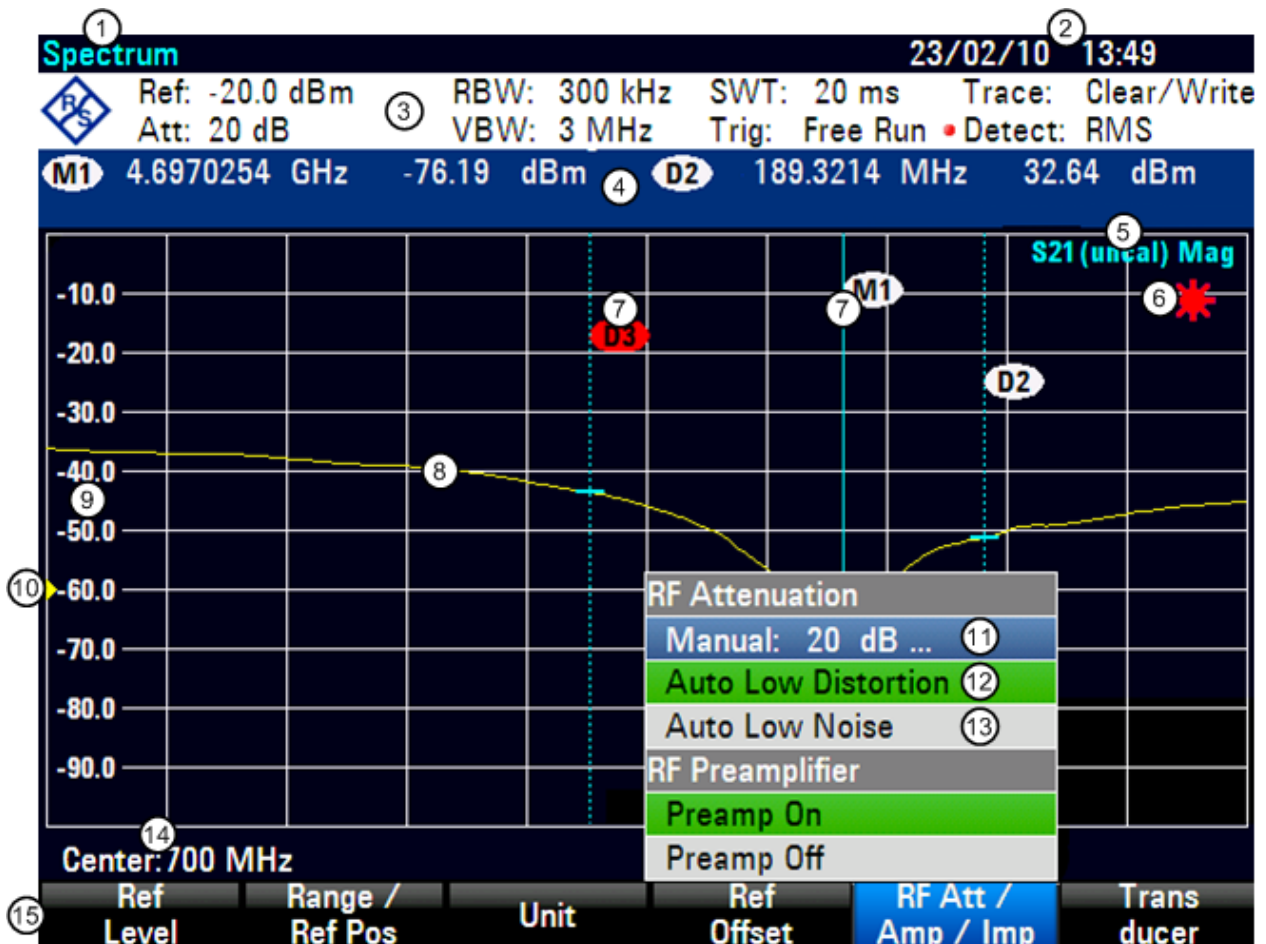 1
2
Spectrum 23/02/10 13:49
R&S Ref: -20.0 dBm 3 RBW: 300 kHz SWT: 20 ms Trace: Clear/Write
Att: 20 dB VBW: 3 MHz Trig: Free Run Detect: RMS
M1 4.6970254 GHz -76.19 dBm 4 D2 189.3214 MHz 32.64 dBm
5
S21(uncal) Mag
-10.0 7 7 M1 6
D3
-20.0
D2
-30.0
-40.0 8
9
-50.0
10 -60.0
RF Attenuation
Manual: 20 dB ... 11
-70.0
Auto Low Distortion 12
-80.0
Auto Low Noise 13
-90.0
RF Preamplifier
Preamp On
Preamp Off
14
Center:700 MHz
15
Ref Level
Range / Ref Pos
Unit
Ref Offset
RF Att / Amp / Imp
Trans ducer